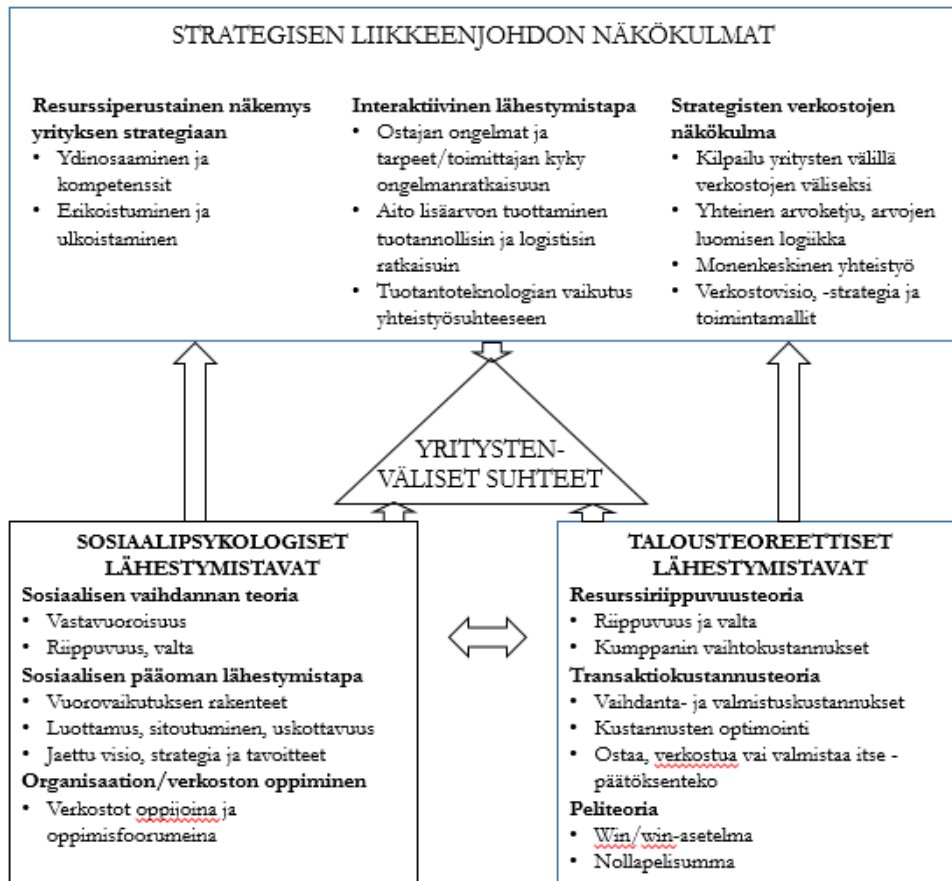 STRATEGISEN LIIKKEENJOHDON NÄKÖKULMAT
Resurssiperustainen näkemys
yrityksen strategiaan
• Ydinosaaminen ja
kompetenssit
• Erikoistuminen ja
ulkoistaminen
Interaktiivinen lähestymistapa
• Ostajan ongelmat ja
tarpeet/toimittajan kyky
ongelmanratkaisuun
• Aito lisäarvon tuottaminen
tuotannollisin ja logistisin
ratkaisuin
• Tuotantoteknologian vaikutus
yhteistyösuhteeseen
Strategisten verkostojen
näkökulma
• Kilpailu yritysten välillä
verkostojen väliseksi
• Yhteinen arvoketju, arvojen
luomisen logiikka
• Monenkeskinen yhteistyö
• Verkostovisio, -strategia ja
toimintamallit
YRITYSTEN-
VÄLISET SUHTEET
SOSIAALIPSYKOLOGISET
LÄHESTYMISTAVAT
Sosiaalisen vaihdannan teoria
• Vastavuoroisuus
• Riippuvuus, valta
Sosiaalisen pääoman lähestymistapa
• Vuorovaikutuksen rakenteet
• Luottamus, sitoutuminen, uskottavuus
• Jaettu visio, strategia ja tavoitteet
Organisaation/verkoston oppiminen
• Verkostot oppijoina ja
oppimisfoorumeina
TALOUSTEOREETTISET
LÄHESTYMISTAVAT
Resurssiriippuvuusteoria
• Riippuvuus ja valta
• Kumppanin vaihtokustannukset
Transaktiokustannusteoria
• Vaihdanta- ja valmistuskustannukset
• Kustannusten optimointi
• Ostaa, verkostua vai valmistaa itse -
päätöksenteko
Peliteoria
• Win/win-asetelma
• Nollapelisumma